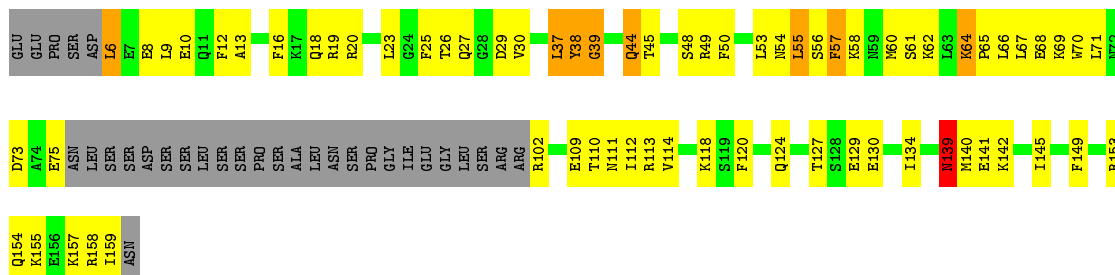 GLU GLU PRO SER ASP L6 E7 E8 L9 E10 Q11 F12 A13 F16 K17 Q18 R19 R20 L23 G24 F25 T26 Q27 G28 D29 V30 L37 Y38 G39 Q44 T45 S48 R49 F50 L53 N54 L55 S56 F57 K58 N59 M60 S61 K62 L63 K64 P65 L66 L67 E68 K69 W70 L71 N72
D73 A74 E75 ASN LEU SER SER ASP SER SER LEU SER SER PRO SER ALA LEU ASN SER PRO GLY ILE GLU GLY LEU SER ARG ARG R102 E109 T110 N111 I112 R113 V114 K118 S119 F120 Q124 T127 S128 E129 E130 I134 N139 M140 E141 K142 I145 F149 R153
Q154 K155 E156 K157 R158 I159 ASN